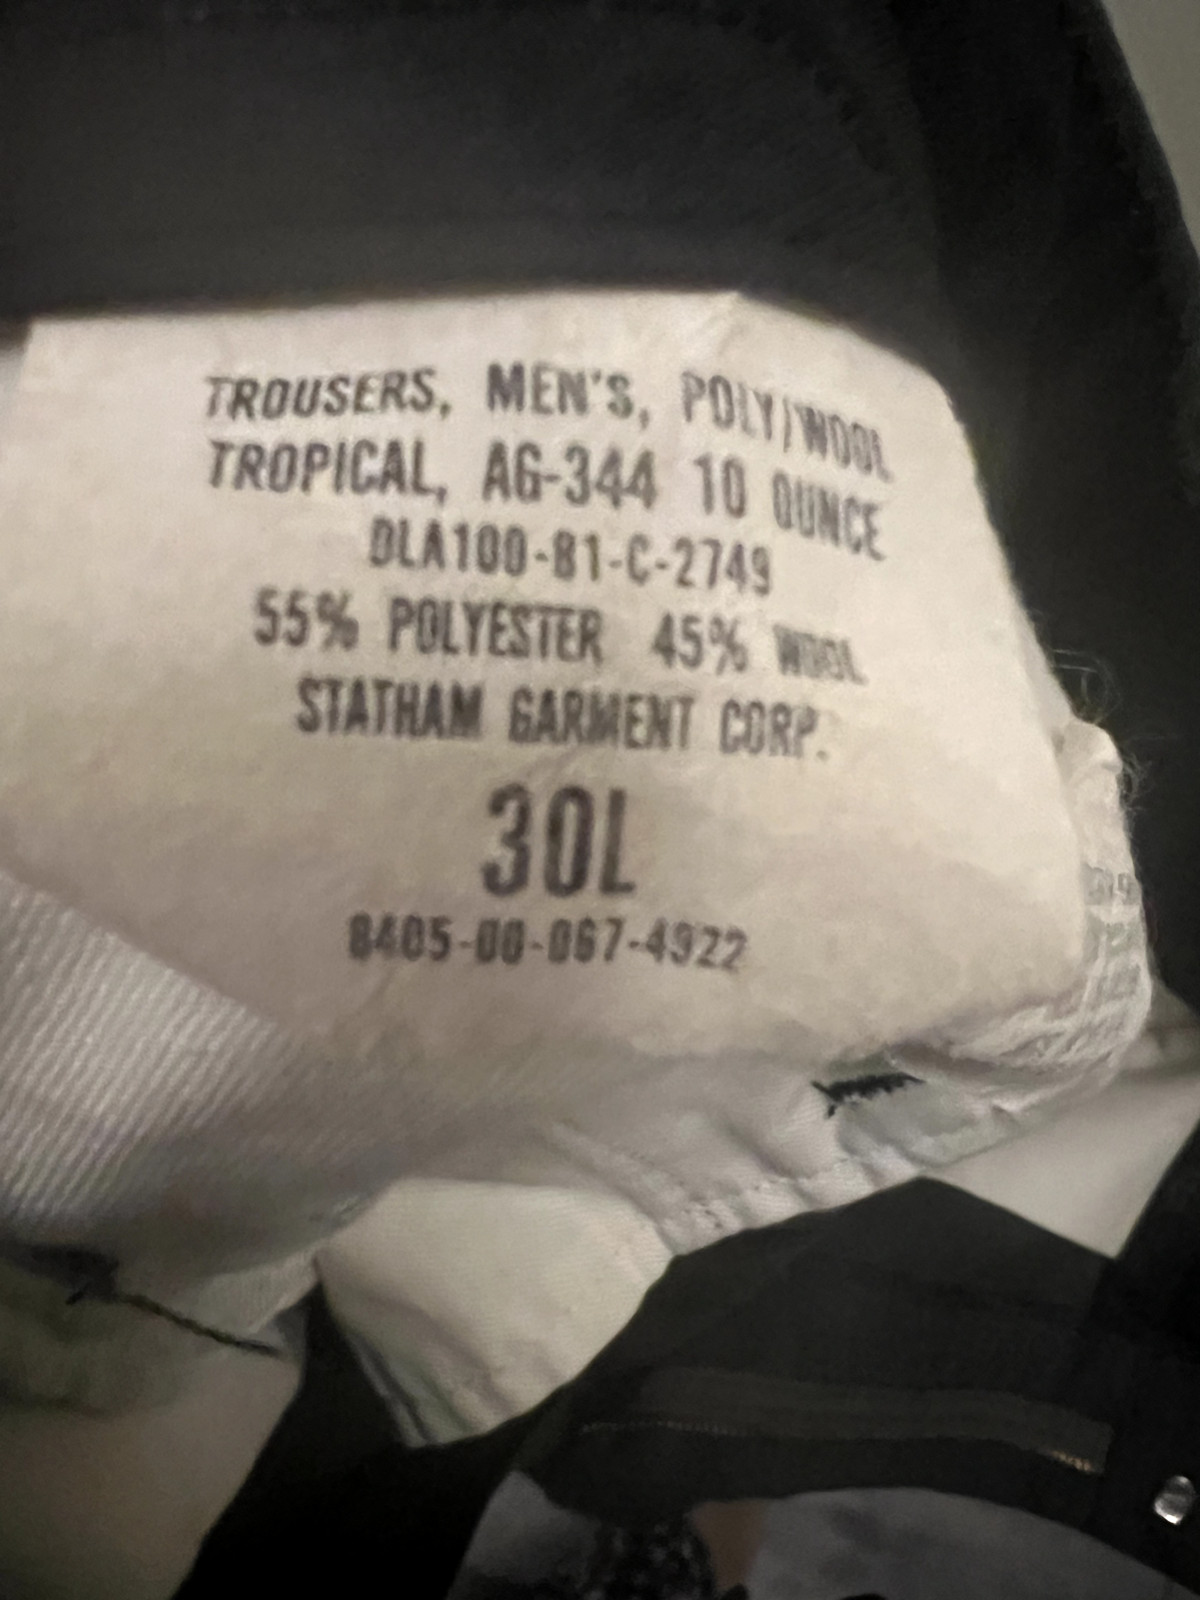 TROUSERS, MEN'S, POLY/WOOL
TROPICAL, AG-344 10 OUNCE
DLA100-81-C-2749
55% POLYESTER 45% WOOL
STATHAM GARMENT CORP.
30L
8405-00-067-4922